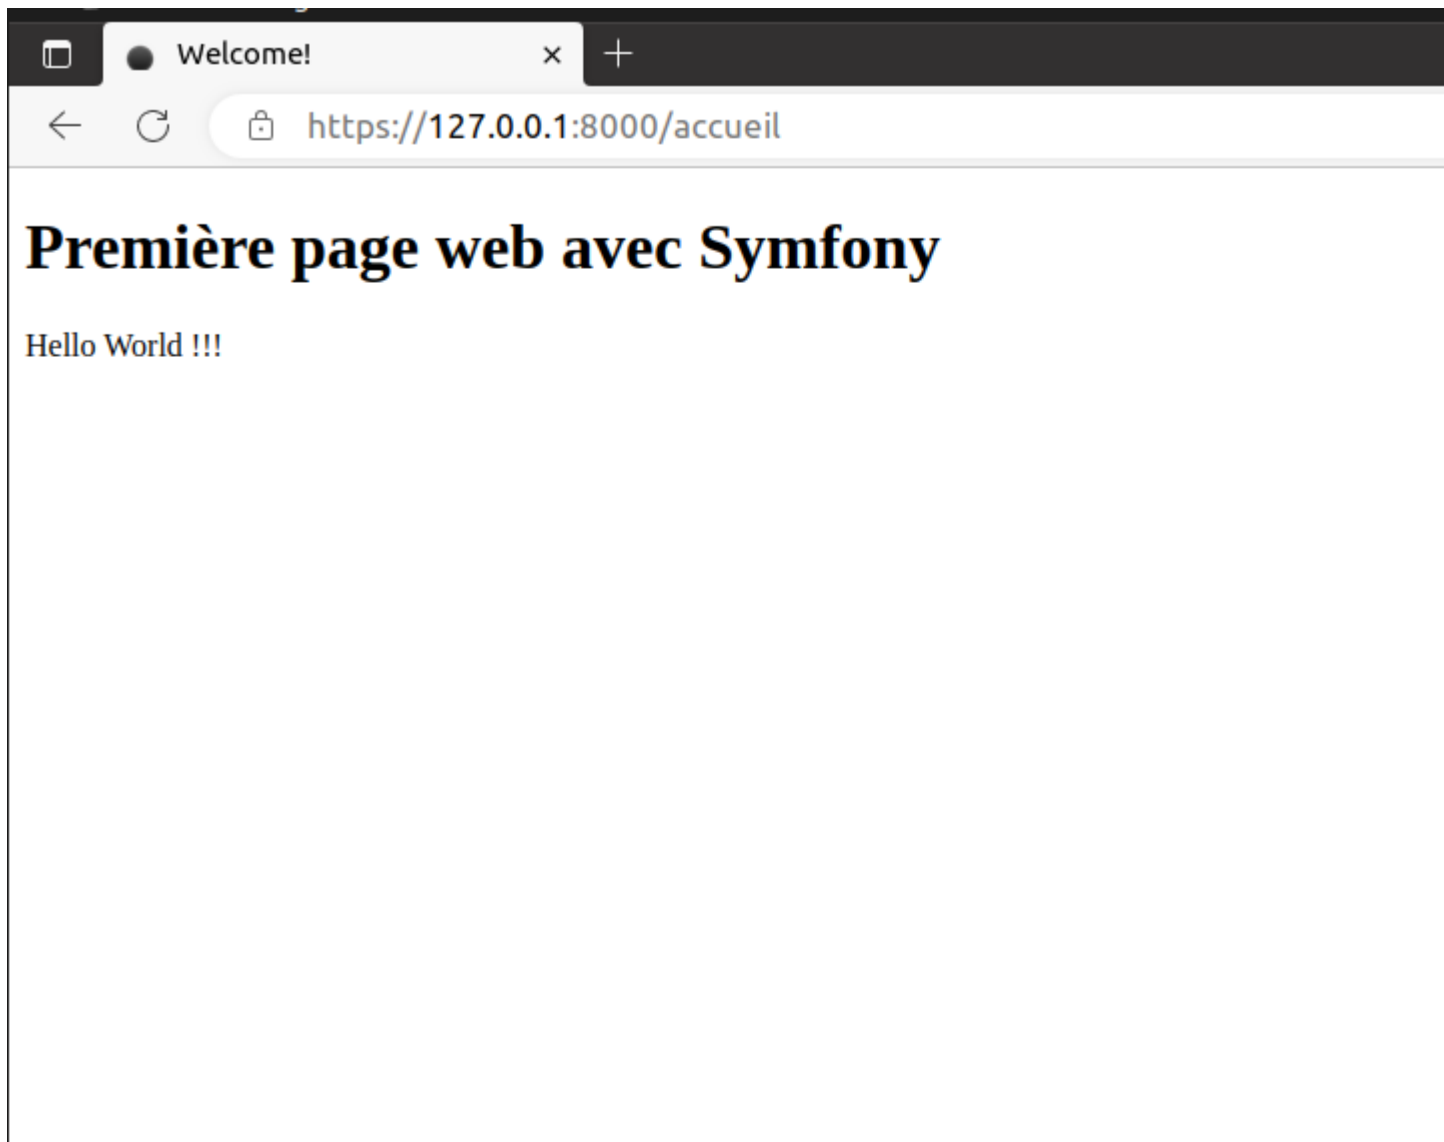 Welcome!
https://127.0.0.1:8000/accueil
Première page web avec Symfony
Hello World !!!